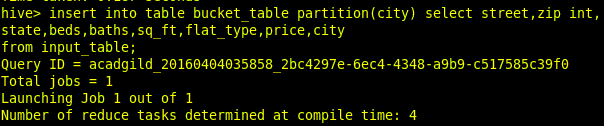 hive> insert into table bucket_table partition(city) select street,zip int,
state,beds,baths,sq_ft,flat_type,price,city
from input_table;
Query ID = acadgild_20160404035858_2bc4297e-6ec4-4348-a9b9-c517585c39f0
Total jobs = 1
Launching Job 1 out of 1
Number of reduce tasks determined at compile time: 4